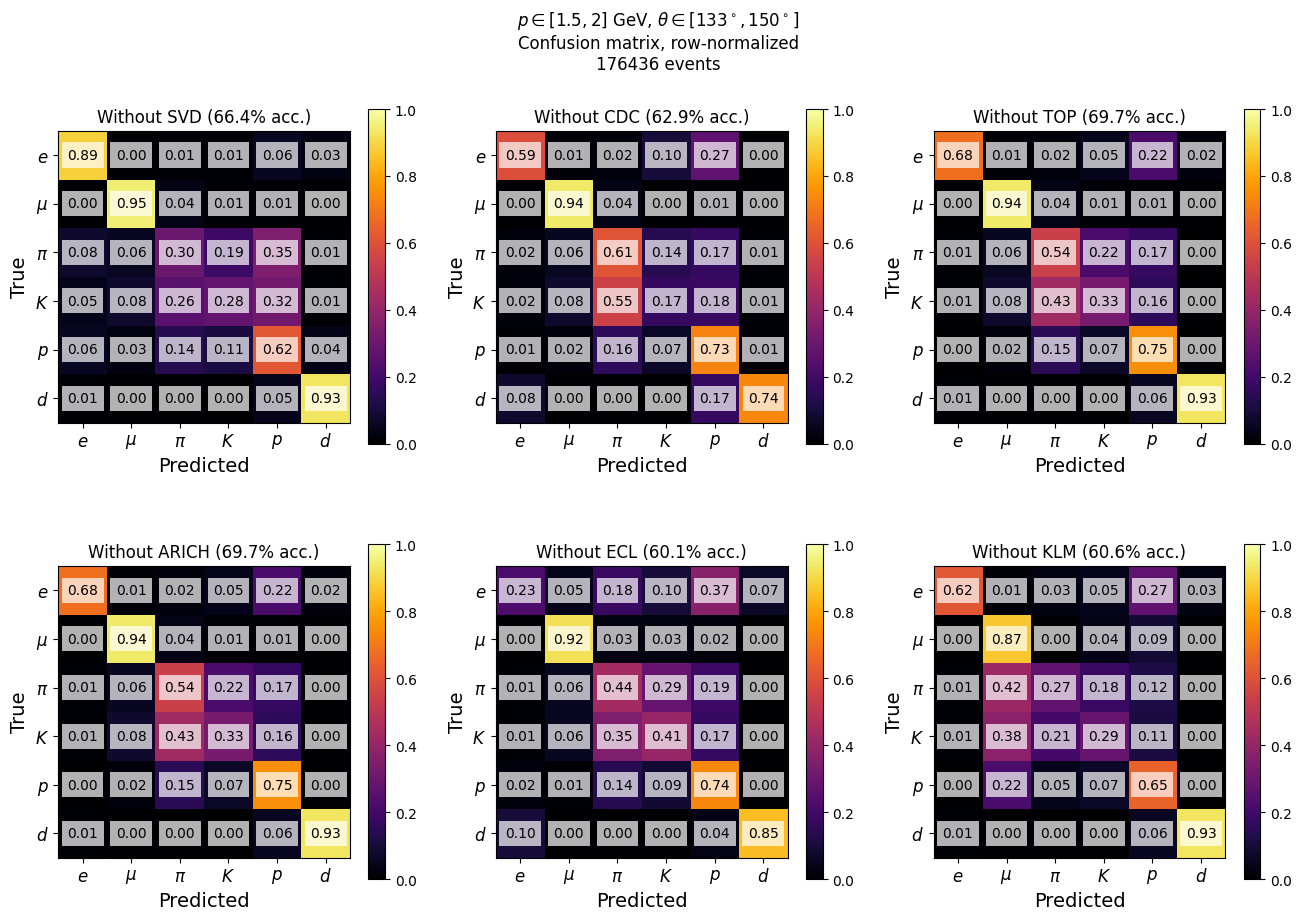 p ∈ [1.5, 2] GeV, θ ∈ [133°, 150°]
Confusion matrix, row-normalized
176436 events
Without SVD (66.4% acc.)
True
e 0.89 0.00 0.01 0.01 0.06 0.03
μ 0.00 0.95 0.04 0.01 0.01 0.00
π 0.08 0.06 0.30 0.19 0.35 0.01
K 0.05 0.08 0.26 0.28 0.32 0.01
p 0.06 0.03 0.14 0.11 0.62 0.04
d 0.01 0.00 0.00 0.00 0.05 0.93
e μ π K p d
Predicted
1.0
0.8
0.6
0.4
0.2
0.0
Without CDC (62.9% acc.)
True
e 0.59 0.01 0.02 0.10 0.27 0.00
μ 0.00 0.94 0.04 0.00 0.01 0.00
π 0.02 0.06 0.61 0.14 0.17 0.01
K 0.02 0.08 0.55 0.17 0.18 0.01
p 0.01 0.02 0.16 0.07 0.73 0.01
d 0.08 0.00 0.00 0.00 0.17 0.74
e μ π K p d
Predicted
1.0
0.8
0.6
0.4
0.2
0.0
Without TOP (69.7% acc.)
True
e 0.68 0.01 0.02 0.05 0.22 0.02
μ 0.00 0.94 0.04 0.01 0.01 0.00
π 0.01 0.06 0.54 0.22 0.17 0.00
K 0.01 0.08 0.43 0.33 0.16 0.00
p 0.00 0.02 0.15 0.07 0.75 0.00
d 0.01 0.00 0.00 0.00 0.06 0.93
e μ π K p d
Predicted
1.0
0.8
0.6
0.4
0.2
0.0
Without ARICH (69.7% acc.)
True
e 0.68 0.01 0.02 0.05 0.22 0.02
μ 0.00 0.94 0.04 0.01 0.01 0.00
π 0.01 0.06 0.54 0.22 0.17 0.00
K 0.01 0.08 0.43 0.33 0.16 0.00
p 0.00 0.02 0.15 0.07 0.75 0.00
d 0.01 0.00 0.00 0.00 0.06 0.93
e μ π K p d
Predicted
1.0
0.8
0.6
0.4
0.2
0.0
Without ECL (60.1% acc.)
True
e 0.23 0.05 0.18 0.10 0.37 0.07
μ 0.00 0.92 0.03 0.03 0.02 0.00
π 0.01 0.06 0.44 0.29 0.19 0.00
K 0.01 0.06 0.35 0.41 0.17 0.00
p 0.02 0.01 0.14 0.09 0.74 0.00
d 0.10 0.00 0.00 0.00 0.04 0.85
e μ π K p d
Predicted
1.0
0.8
0.6
0.4
0.2
0.0
Without KLM (60.6% acc.)
True
e 0.62 0.01 0.03 0.05 0.27 0.03
μ 0.00 0.87 0.00 0.04 0.09 0.00
π 0.01 0.42 0.27 0.18 0.12 0.00
K 0.01 0.38 0.21 0.29 0.11 0.00
p 0.00 0.22 0.05 0.07 0.65 0.00
d 0.01 0.00 0.00 0.00 0.06 0.93
e μ π K p d
Predicted
1.0
0.8
0.6
0.4
0.2
0.0